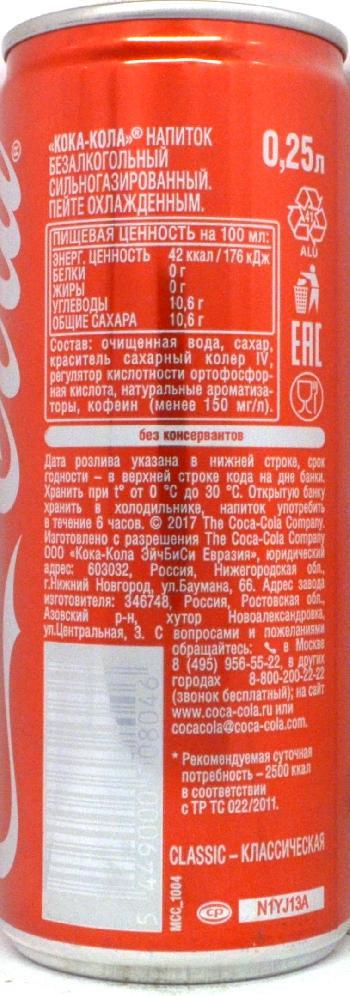 «КОКА-КОЛА»® НАПИТОК
БЕЗАЛКОГОЛЬНЫЙ
СИЛЬНОГАЗИРОВАННЫЙ.
ПЕЙТЕ ОХЛАЖДЕННЫМ.
0,25л
41
ALU
ПИЩЕВАЯ ЦЕННОСТЬ на 100 мл:
ЭНЕРГ. ЦЕННОСТЬ 42 ккал / 176 кДж
БЕЛКИ 0 г
ЖИРЫ 0 г
УГЛЕВОДЫ 10,6 г
ОБЩИЕ САХАРА 10,6 г
EAC
Состав: очищенная вода, сахар,
краситель сахарный колер IV,
регулятор кислотности ортофосфор-
ная кислота, натуральные ароматиза-
торы, кофеин (менее 150 мг/л).
без консервантов
Дата розлива указана в нижней строке, срок
годности – в верхней строке кода на дне банки.
Хранить при t° от 0 °C до 30 °C. Открытую банку
хранить в холодильнике, напиток употребить
в течение 6 часов. © 2017 The Coca-Cola Company.
Изготовлено с разрешения The Coca-Cola Company
ООО «Кока-Кола ЭйчБиСи Евразия», юридический
адрес: 603032, Россия, Нижегородская обл.,
г.Нижний Новгород, ул.Баумана, 66. Адрес завода
изготовителя: 346748, Россия, Ростовская обл.,
Азовский р-н, хутор Новоалександровка,
ул.Центральная, 3. С вопросами и пожеланиями
обращайтесь: в Москве
8 (495) 956-55-22, в других
городах 8-800-200-22-22
(звонок бесплатный); на сайт
www.coca-cola.ru или
cocacola@coca-cola.com.
* Рекомендуемая суточная
потребность – 2500 ккал
в соответствии
с ТР ТС 022/2011.
CLASSIC – КЛАССИЧЕСКАЯ
5 449000 508046
MCC_1004
CP
N1YJ13A